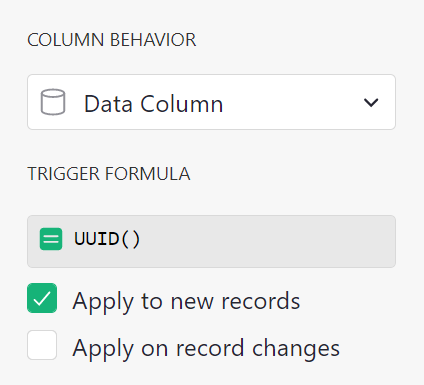 COLUMN BEHAVIOR
Data Column
TRIGGER FORMULA
UUID()
Apply to new records
Apply on record changes